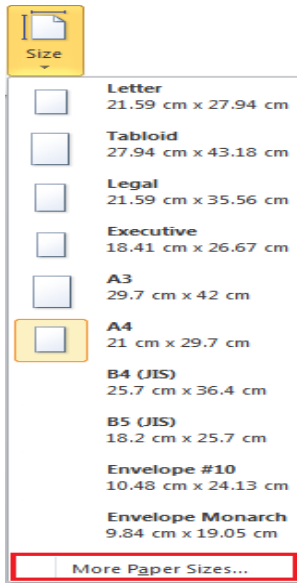 Size
Letter
21.59 cm x 27.94 cm
Tabloid
27.94 cm x 43.18 cm
Legal
21.59 cm x 35.56 cm
Executive
18.41 cm x 26.67 cm
A3
29.7 cm x 42 cm
A4
21 cm x 29.7 cm
B4 (JIS)
25.7 cm x 36.4 cm
B5 (JIS)
18.2 cm x 25.7 cm
Envelope #10
10.48 cm x 24.13 cm
Envelope Monarch
9.84 cm x 19.05 cm
More Paper Sizes...